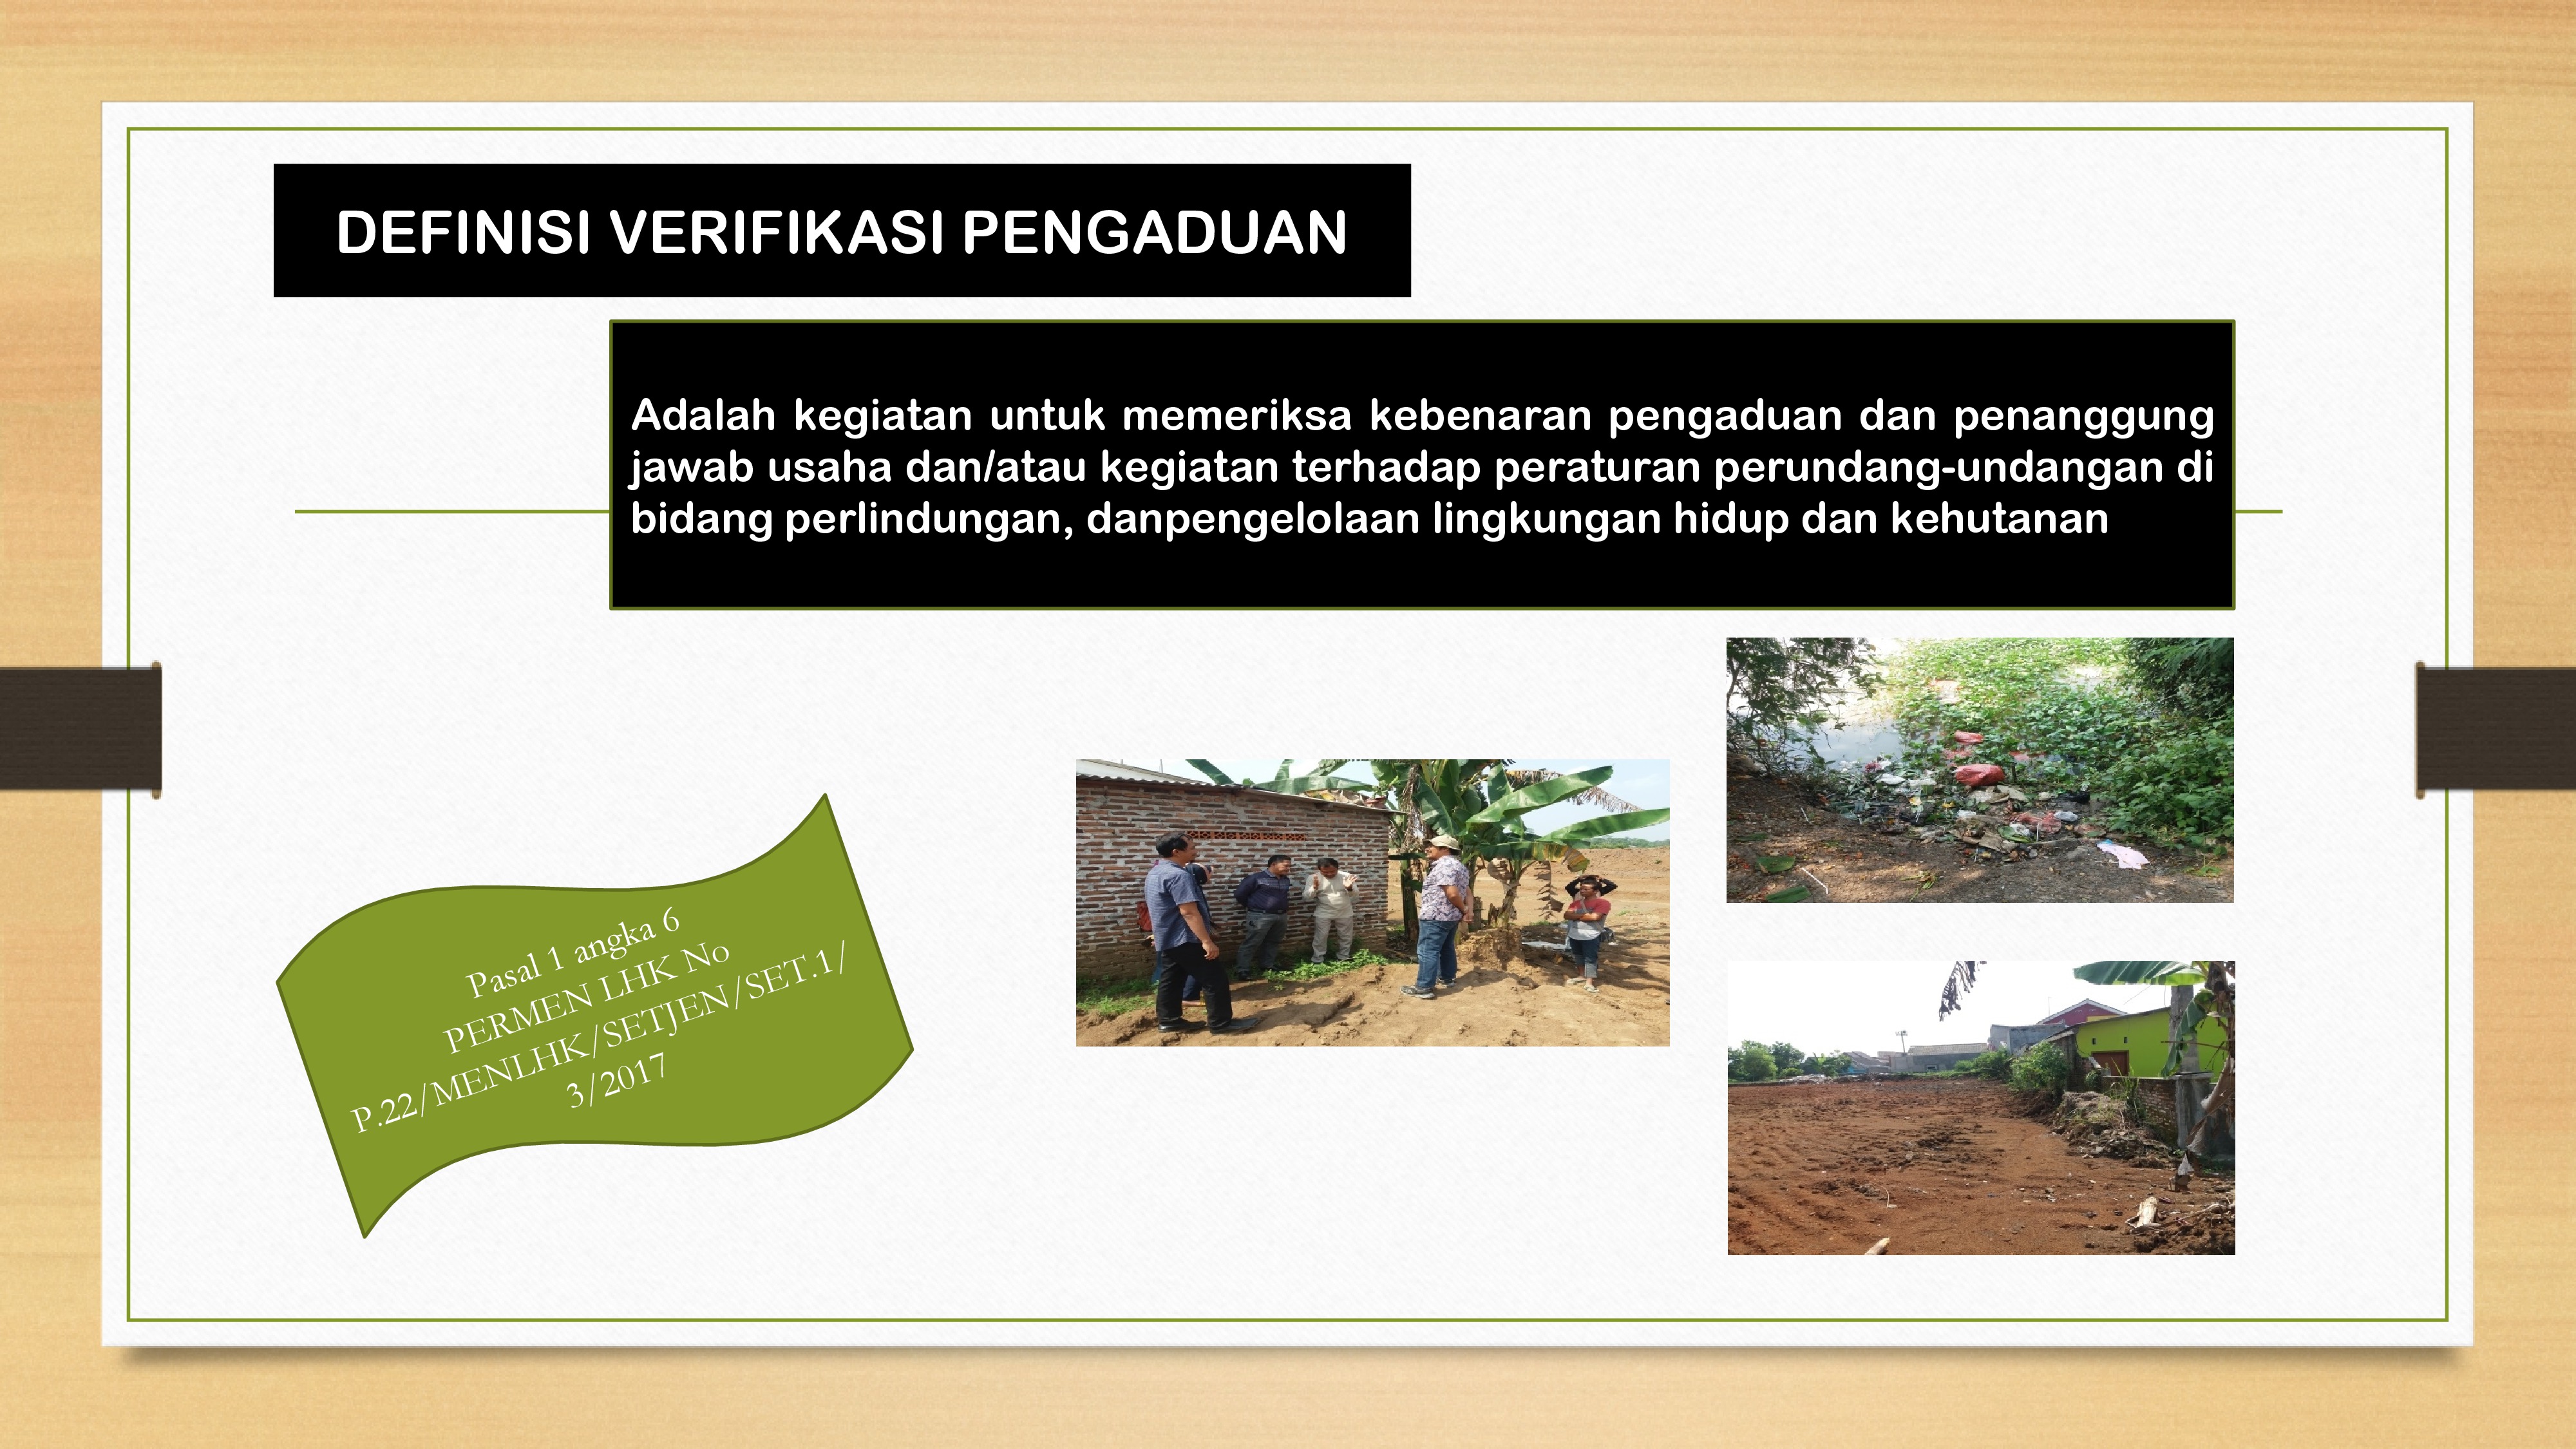 DEFINISI VERIFIKASI PENGADUAN
Adalah kegiatan untuk memeriksa kebenaran pengaduan dan penanggung
jawab usaha dan/atau kegiatan terhadap peraturan perundang-undangan di
bidang perlindungan, danpengelolaan lingkungan hidup dan kehutanan
Pasal 1 angka 6
PERMEN LHK No
P.22/MENLHK/SETJEN/SET.1/
3/2017